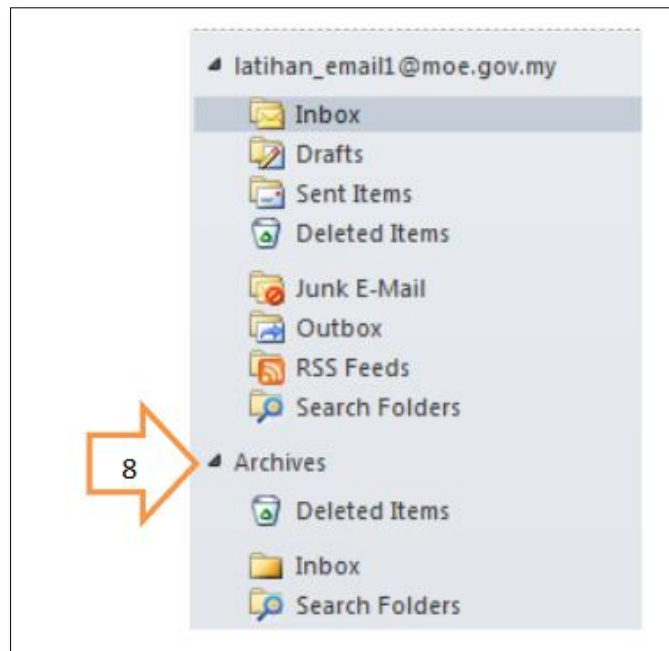 latihan_email1@moe.gov.my
Inbox
Drafts
Sent Items
Deleted Items
Junk E-Mail
Outbox
RSS Feeds
Search Folders
8
Archives
Deleted Items
Inbox
Search Folders